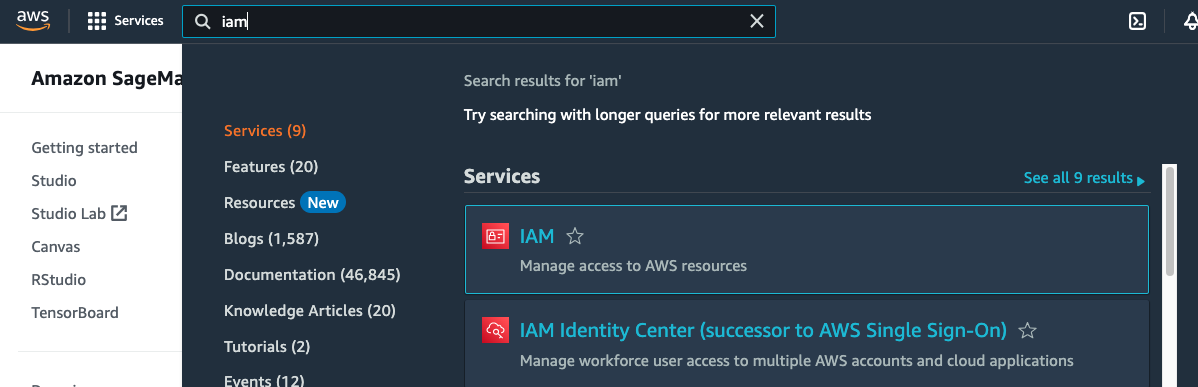 aws
Services
iam
Amazon SageMa
Getting started
Studio
Studio Lab
Canvas
RStudio
TensorBoard
Services (9)
Features (20)
Resources New
Blogs (1,587)
Documentation (46,845)
Knowledge Articles (20)
Tutorials (2)
Events (12)
Search results for 'iam'
Try searching with longer queries for more relevant results
Services
See all 9 results
IAM
Manage access to AWS resources
IAM Identity Center (successor to AWS Single Sign-On)
Manage workforce user access to multiple AWS accounts and cloud applications